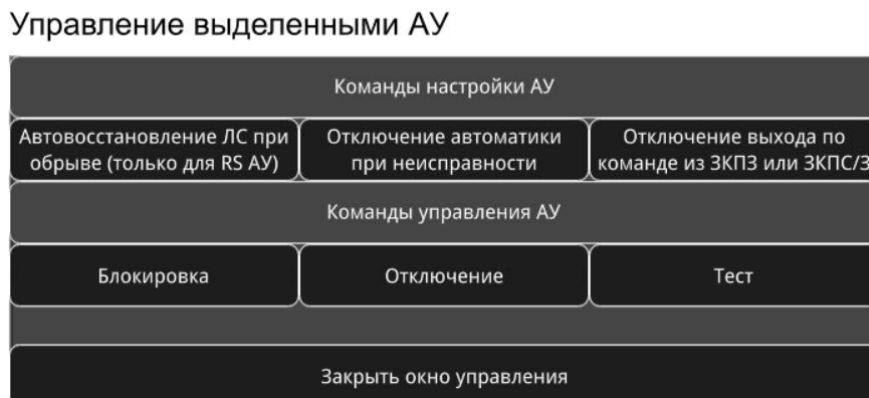 Управление выделенными АУ
Команды настройки АУ
Автовосстановление ЛС при
обрыве (только для RS АУ)
Отключение автоматики
при неисправности
Отключение выхода по
команде из ЗКПЗ или ЗКПС/З
Команды управления АУ
Блокировка
Отключение
Тест
Закрыть окно управления